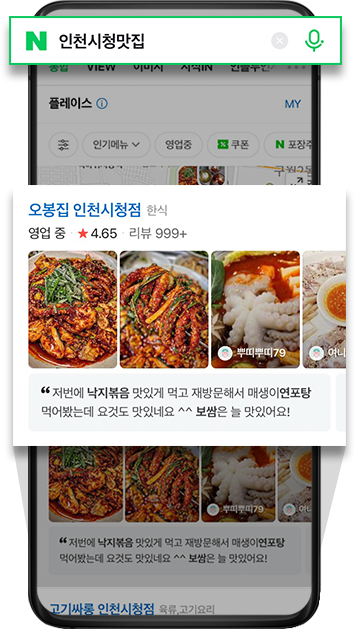 N 인천시청맛집
통합 VIEW 이미지 지식iN 인플루언서
플레이스 MY
인기메뉴 영업중 쿠폰 N 포장주
오봉집 인천시청점 한식
영업 중 ★ 4.65 리뷰 999+
뿌띠뿌띠79 여니
❝ 저번에 낙지볶음 맛있게 먹고 재방문해서 매생이연포탕
먹어봤는데 요것도 맛있네요 ^^ 보쌈은 늘 맛있어요!
뿌띠뿌띠79 여니
❝ 저번에 낙지볶음 맛있게 먹고 재방문해서 매생이연포탕
먹어봤는데 요것도 맛있네요 ^^ 보쌈은 늘 맛있어요!
고기싸롱 인천시청점 육류,고기요리